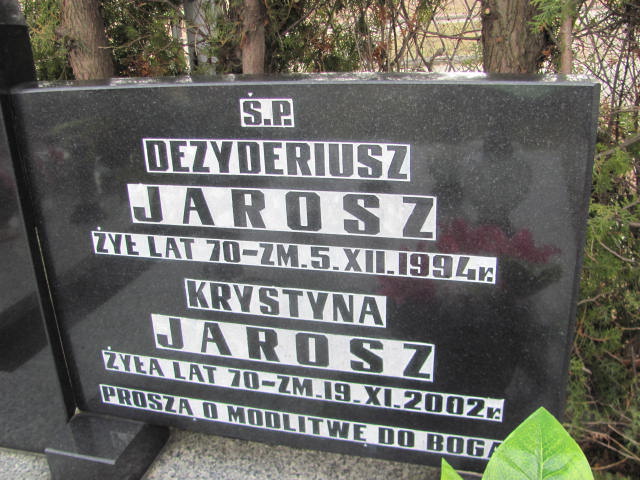 Ś.P.
DEZYDERIUSZ
JAROSZ
ŻYŁ LAT 70-ZM.5.XII.1994r.
KRYSTYNA
JAROSZ
ŻYŁA LAT 70-ZM.19.XI.2002r.
PROSZĄ O MODLITWĘ DO BOGA